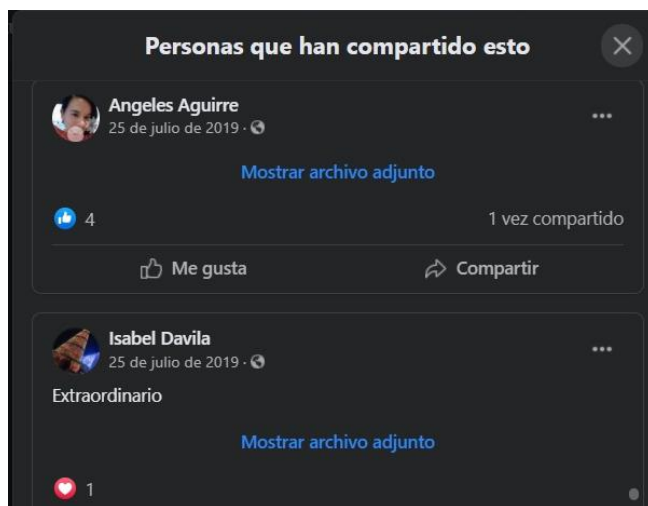 Personas que han compartido esto
Angeles Aguirre
25 de julio de 2019 ·
Mostrar archivo adjunto
4
1 vez compartido
Me gusta
Compartir
Isabel Davila
25 de julio de 2019 ·
Extraordinario
Mostrar archivo adjunto
1